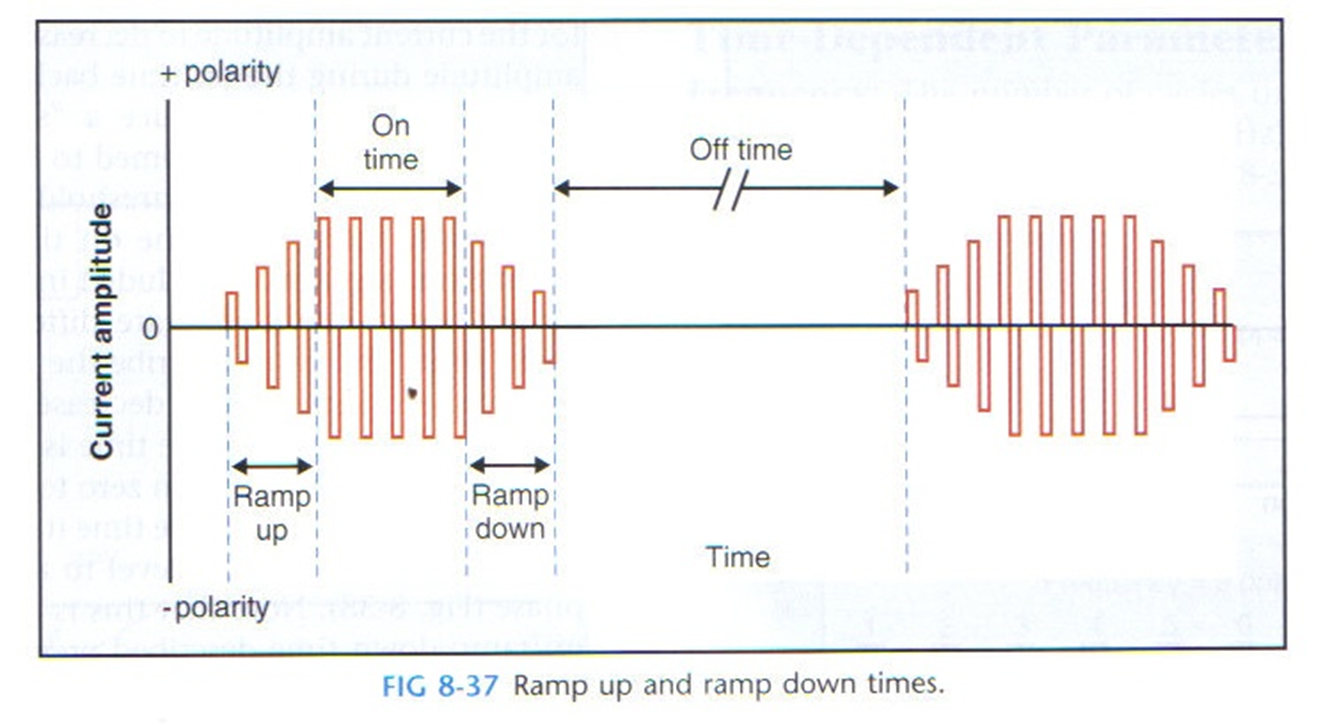 + polarity
On
time
Off time
Current amplitude
0
Ramp
up
Ramp
down
Time
-polarity
FIG 8-37 Ramp up and ramp down times.